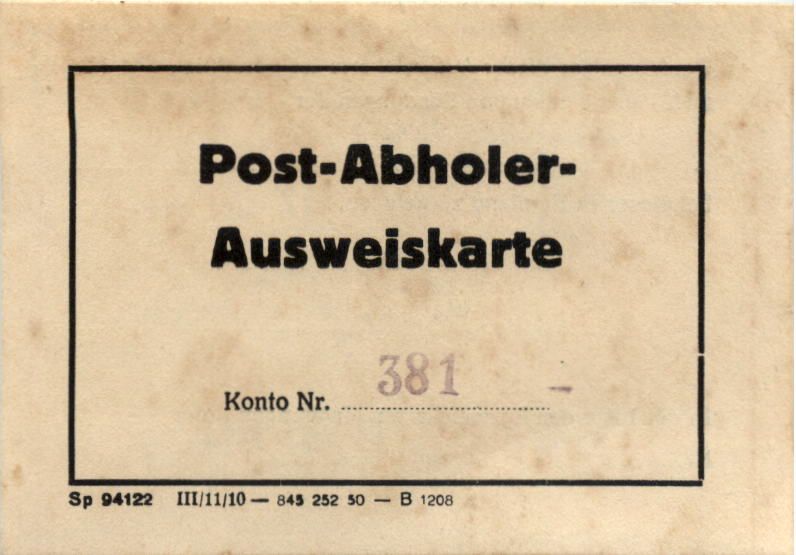 Post-Abholer-
Ausweiskarte
Konto Nr. 381 –
Sp 94122 III/11/10 — 845 252 50 — B 1208